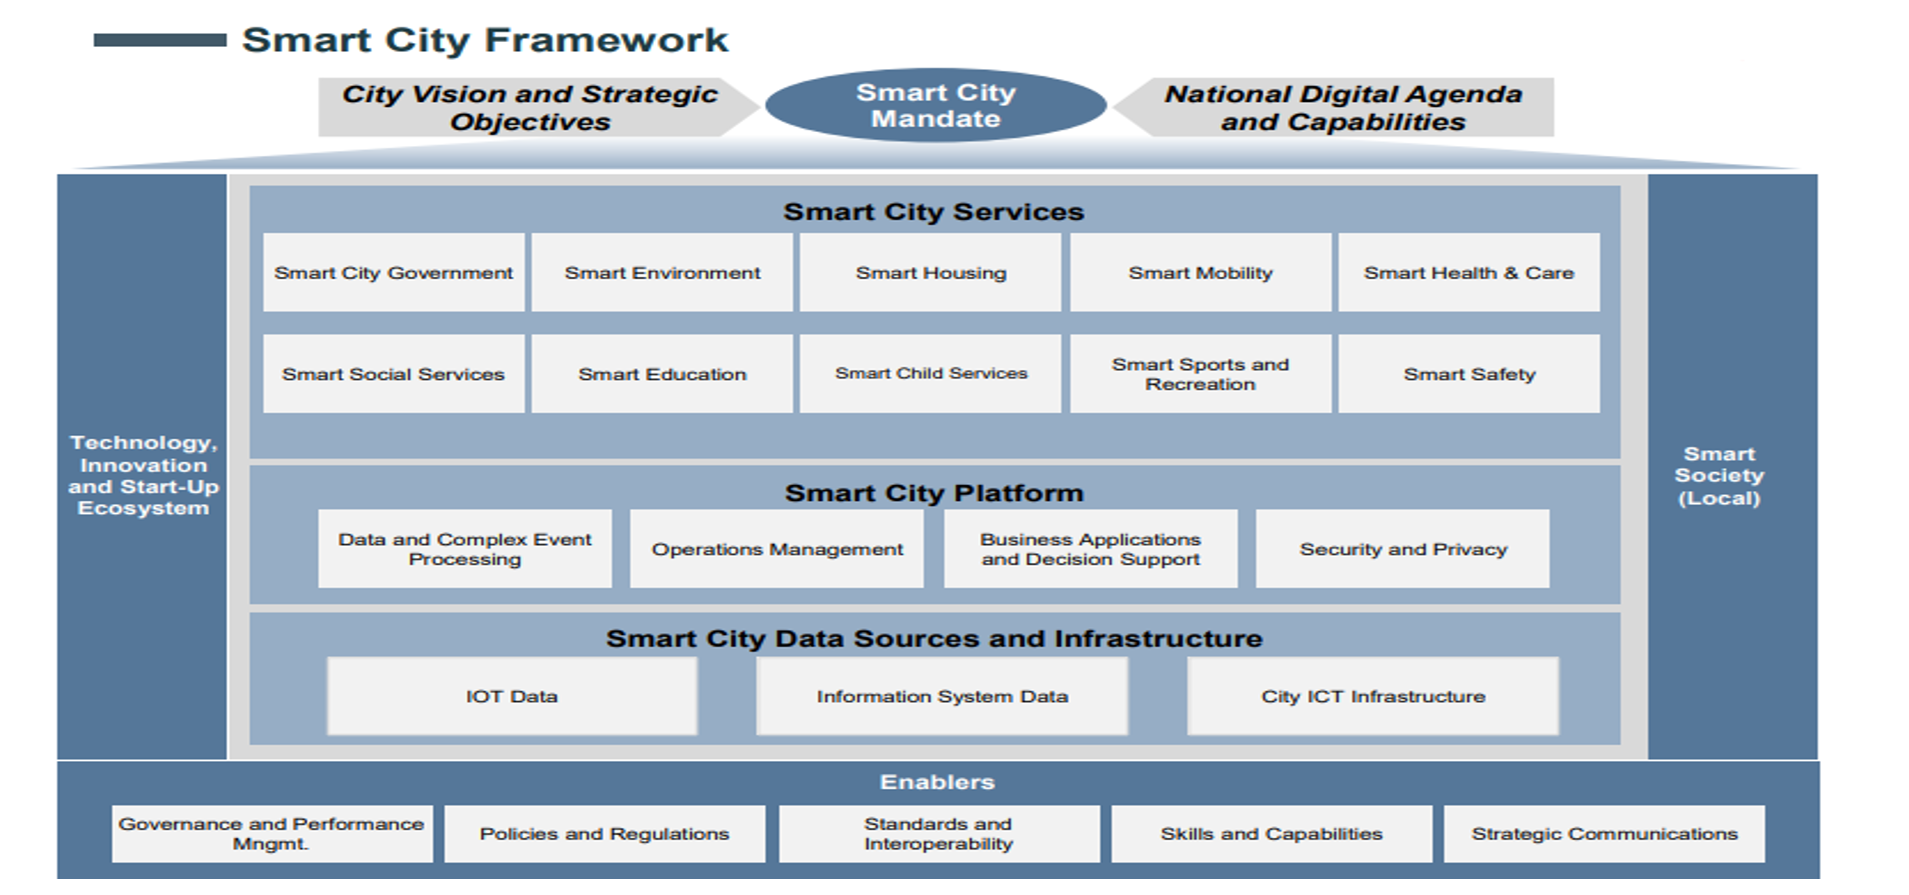 Smart City Framework
City Vision and Strategic
Objectives
Smart City
Mandate
National Digital Agenda
and Capabilities
Technology,
Innovation
and Start-Up
Ecosystem
Smart City Services
Smart City Government
Smart Environment
Smart Housing
Smart Mobility
Smart Health & Care
Smart Social Services
Smart Education
Smart Child Services
Smart Sports and
Recreation
Smart Safety
Smart City Platform
Data and Complex Event
Processing
Operations Management
Business Applications
and Decision Support
Security and Privacy
Smart City Data Sources and Infrastructure
IOT Data
Information System Data
City ICT Infrastructure
Smart
Society
(Local)
Enablers
Governance and Performance
Mngmt.
Policies and Regulations
Standards and
Interoperability
Skills and Capabilities
Strategic Communications